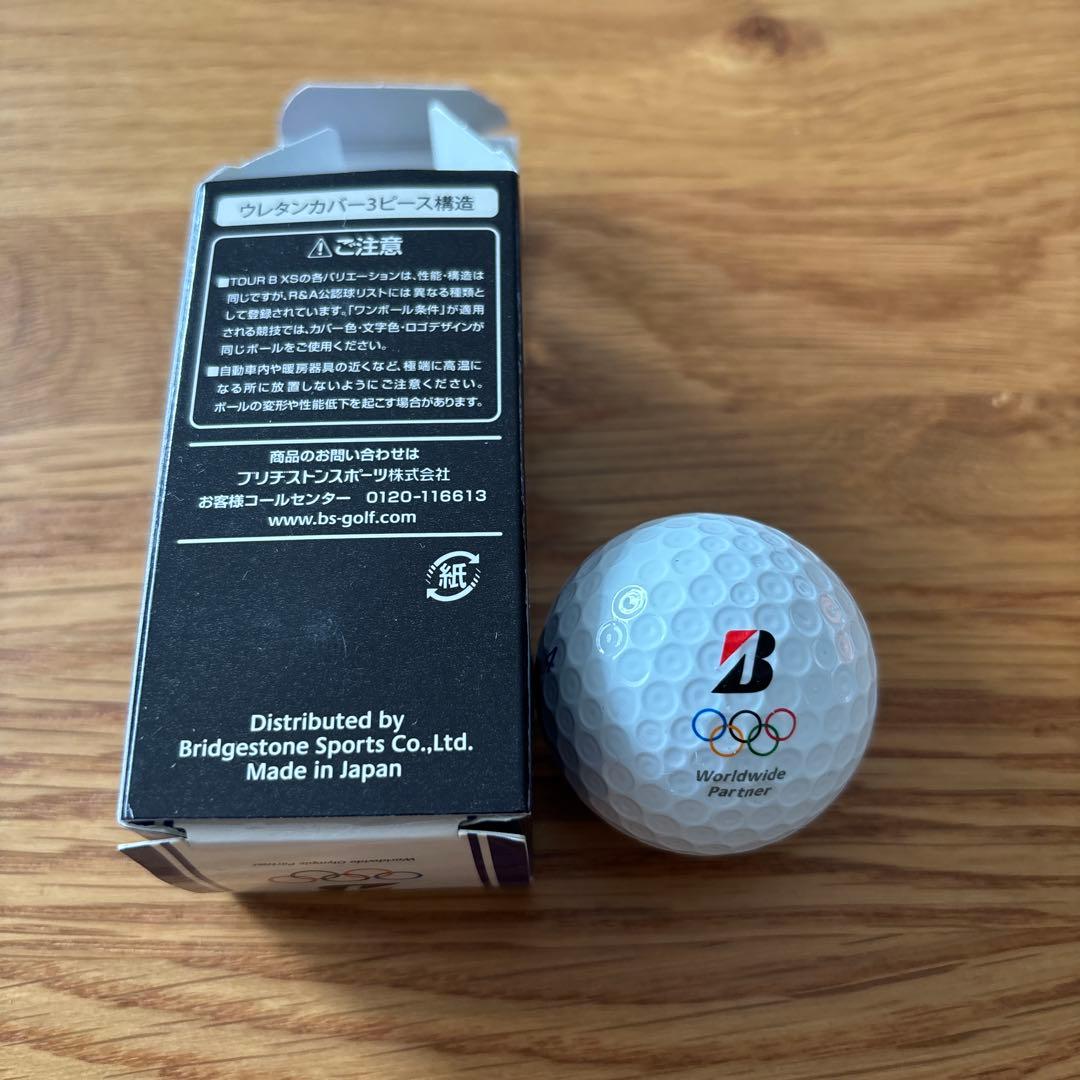 ウレタンカバー3ピース構造
⚠ご注意
■TOUR B XSの各バリエーションは、性能・構造は
同じですが、R&A公認球リストには異なる種類と
して登録されています。「ワンボール条件」が適用
される競技では、カバー色・文字色・ロゴデザインが
同じボールをご使用ください。
■自動車内や暖房器具の近くなど、極端に高温に
なる所に放置しないようにご注意ください。
ボールの変形や性能低下を起こす場合があります。
商品のお問い合わせは
ブリヂストンスポーツ株式会社
お客様コールセンター 0120-116613
www.bs-golf.com
紙
Distributed by
Bridgestone Sports Co.,Ltd.
Made in Japan
Worldwide Olympic Partner
B
Worldwide
Partner